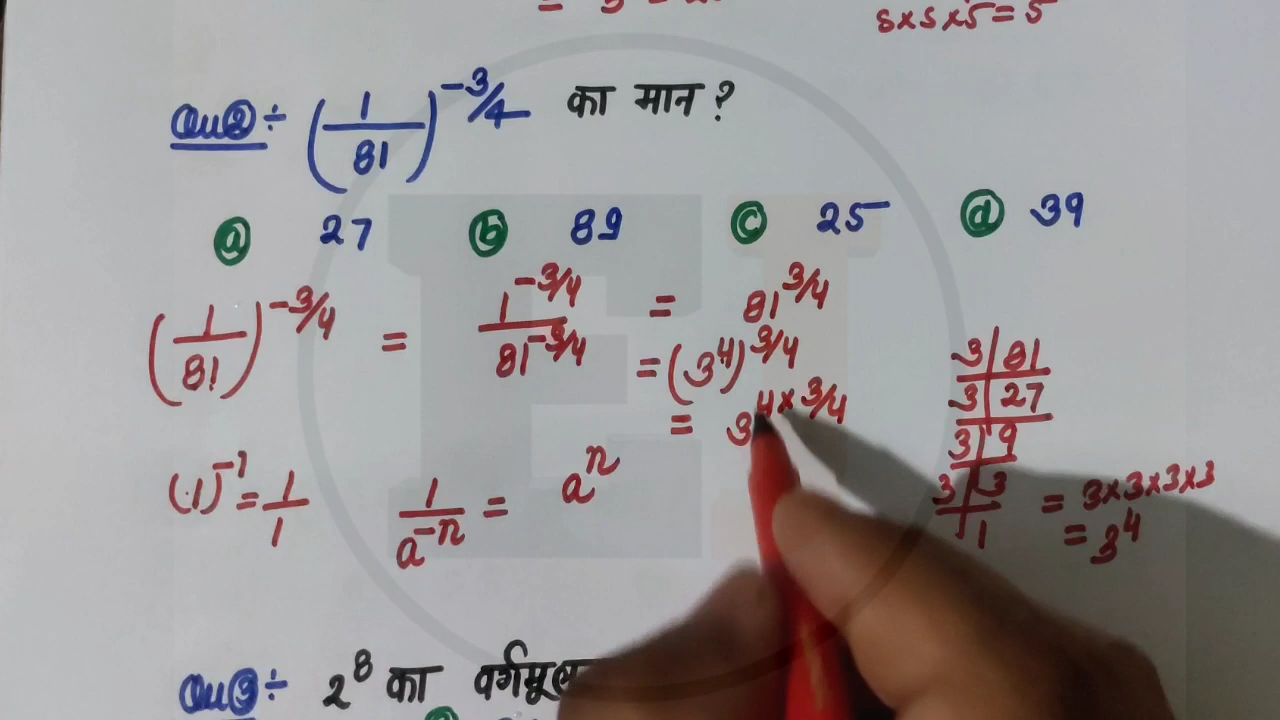 5×5×5=5
Qu②÷ (1/81)^-3/4 का मान ?
ⓐ 27 ⓑ 89 ⓒ 25 ⓓ 39
(1/81)^-3/4 = 1^-3/4 / 81^-3/4 = 81^3/4
= (3^4)^3/4
= 3^4×3/4
3|81
3|27
3|9
3|3
1 = 3×3×3×3
= 3^4
(1)^-1 = 1/1
1/a^-n = a^n
Qu③÷ 2^8 का वर्गमूल